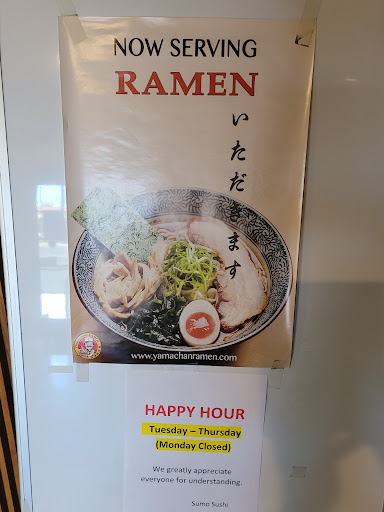 NOW SERVING
RAMEN
いただきます
www.yamachanramen.com
HAPPY HOUR
Tuesday – Thursday
(Monday Closed)
We greatly appreciate
everyone for understanding.
Sumo Sushi